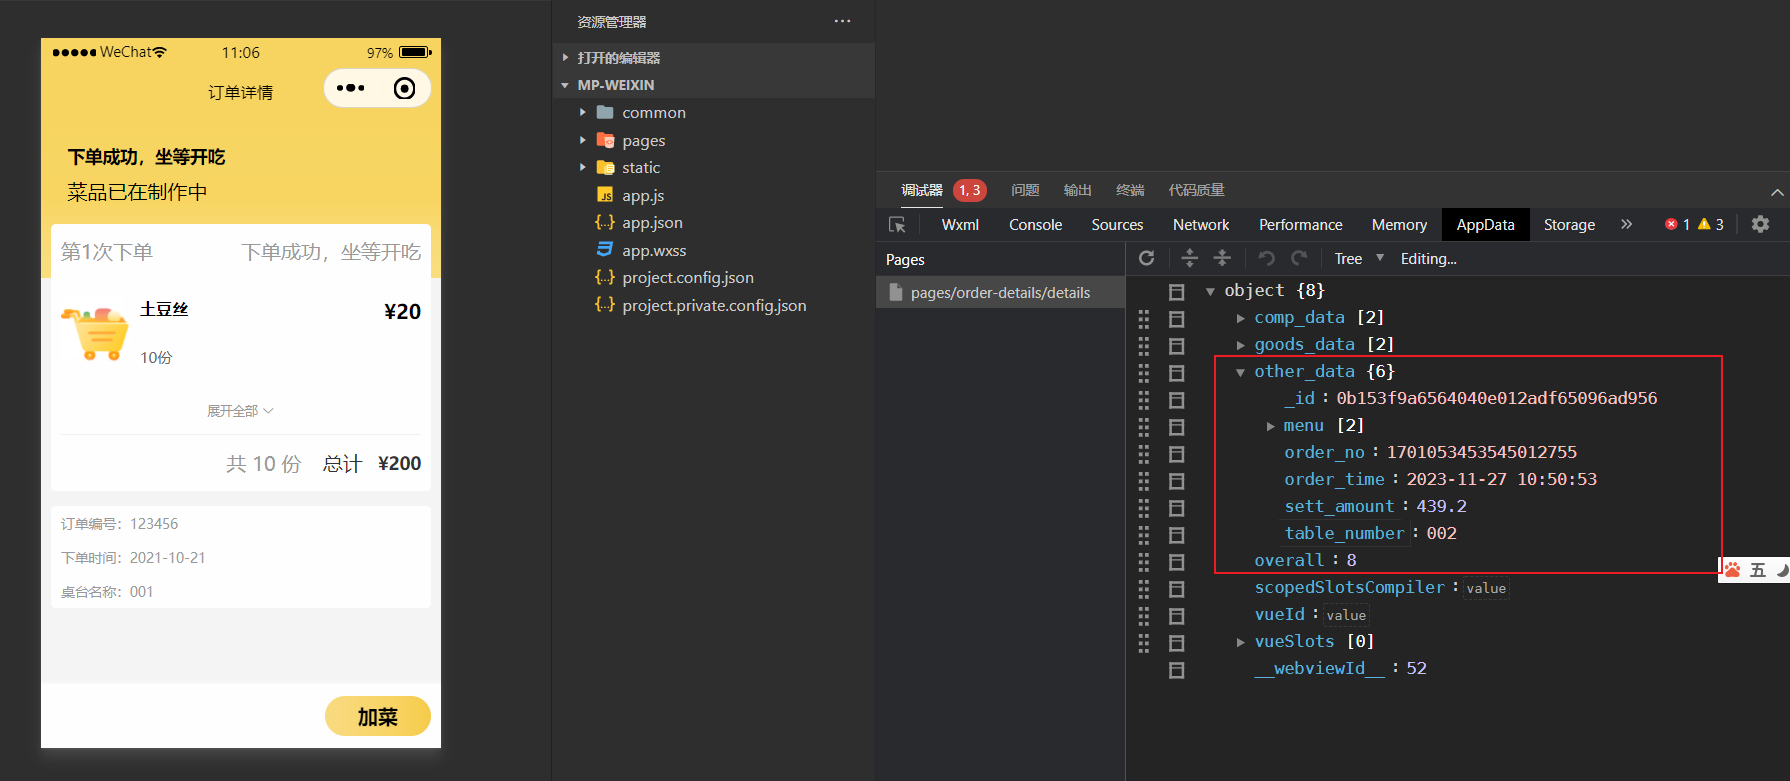 WeChat 11:06 97%
订单详情
下单成功，坐等开吃
菜品已在制作中
第1次下单 下单成功，坐等开吃
土豆丝 ¥20
10份
展开全部
共 10 份 总计 ¥200
订单编号：123456
下单时间：2021-10-21
桌台名称：001
加菜
资源管理器 ...
打开的编辑器
MP-WEIXIN
common
pages
static
JS app.js
{..} app.json
app.wxss
{..} project.config.json
{..} project.private.config.json
调试器 1, 3 问题 输出 终端 代码质量
Wxml Console Sources Network Performance Memory AppData Storage » 1 3
Pages
pages/order-details/details
Tree Editing...
object {8}
comp_data [2]
goods_data [2]
other_data {6}
_id : 0b153f9a6564040e012adf65096ad956
menu [2]
order_no : 1701053453545012755
order_time : 2023-11-27 10:50:53
sett_amount : 439.2
table_number : 002
overall : 8
scopedSlotsCompiler : value
vueId : value
vueSlots [0]
__webviewId__ : 52
五